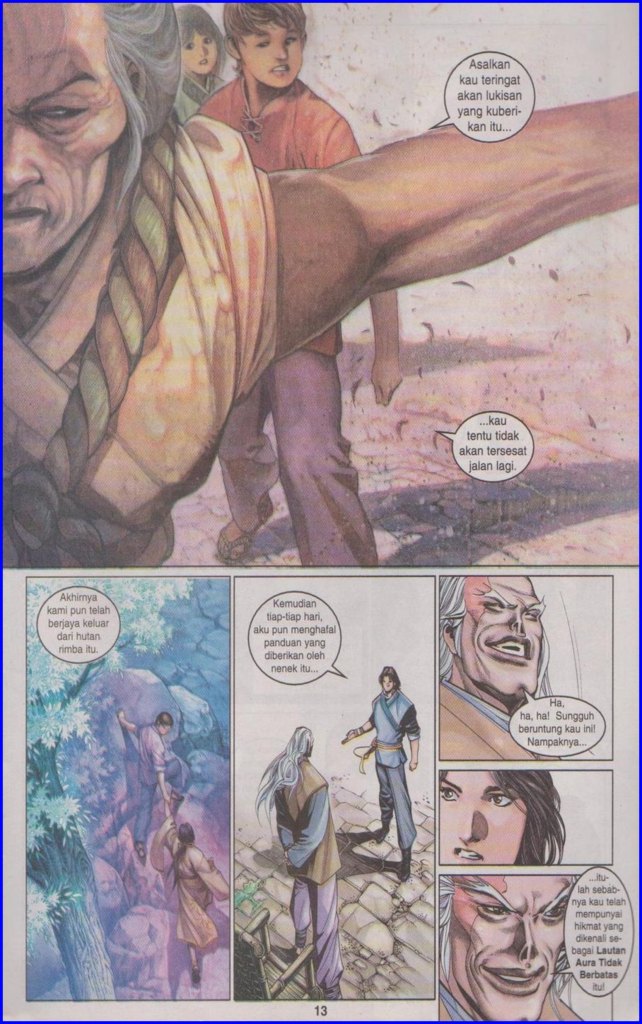 Asalkan
kau teringat
akan lukisan
yang kuberi-
kan itu...
...kau
tentu tidak
akan tersesat
jalan lagi.
Akhirnya
kami pun telah
berjaya keluar
dari hutan
rimba itu.
Kemudian
tiap-tiap hari,
aku pun menghafal
panduan yang
diberikan oleh
nenek itu...
Ha,
ha, ha! Sungguh
beruntung kau ini!
Nampaknya...
...itu-
lah sebab-
nya kau telah
mempunyai
hikmat yang
dikenali se-
bagai Lautan
Aura Tidak
Berbatas
itu!
13